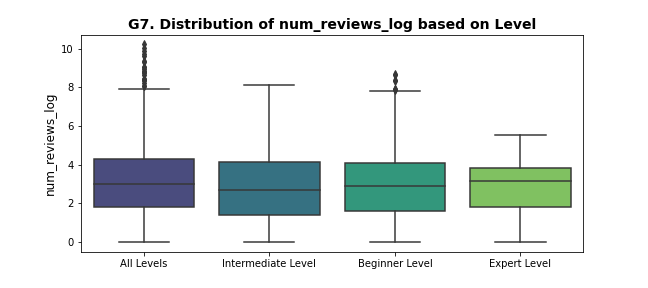 G7. Distribution of num_reviews_log based on Level
num_reviews_log
10
8
6
4
2
0
All Levels
Intermediate Level
Beginner Level
Expert Level